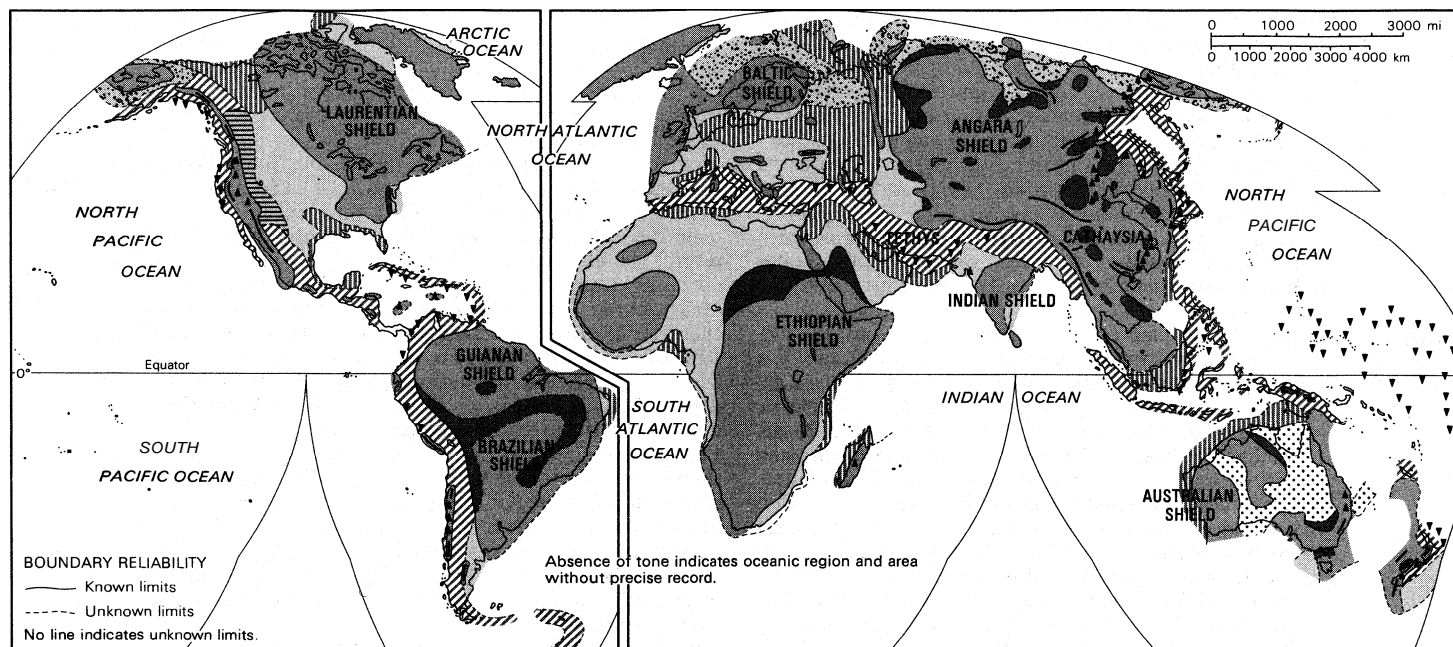 ARCTIC
OCEAN
0 1000 2000 3000 mi
0 1000 2000 3000 4000 km
BALTIC
SHIELD
LAURENTIAN
SHIELD
NORTH ATLANTIC
OCEAN
ANGARA
SHIELD
NORTH
PACIFIC
OCEAN
NORTH
PACIFIC
OCEAN
TETHYS
CATHAYSIA
INDIAN SHIELD
ETHIOPIAN
SHIELD
GUIANAN
SHIELD
0°
Equator
INDIAN OCEAN
SOUTH
ATLANTIC
OCEAN
SOUTH
PACIFIC OCEAN
BRAZILIAN
SHIELD
AUSTRALIAN
SHIELD
BOUNDARY RELIABILITY
Known limits
Unknown limits
No line indicates unknown limits.
Absence of tone indicates oceanic region and area
without precise record.